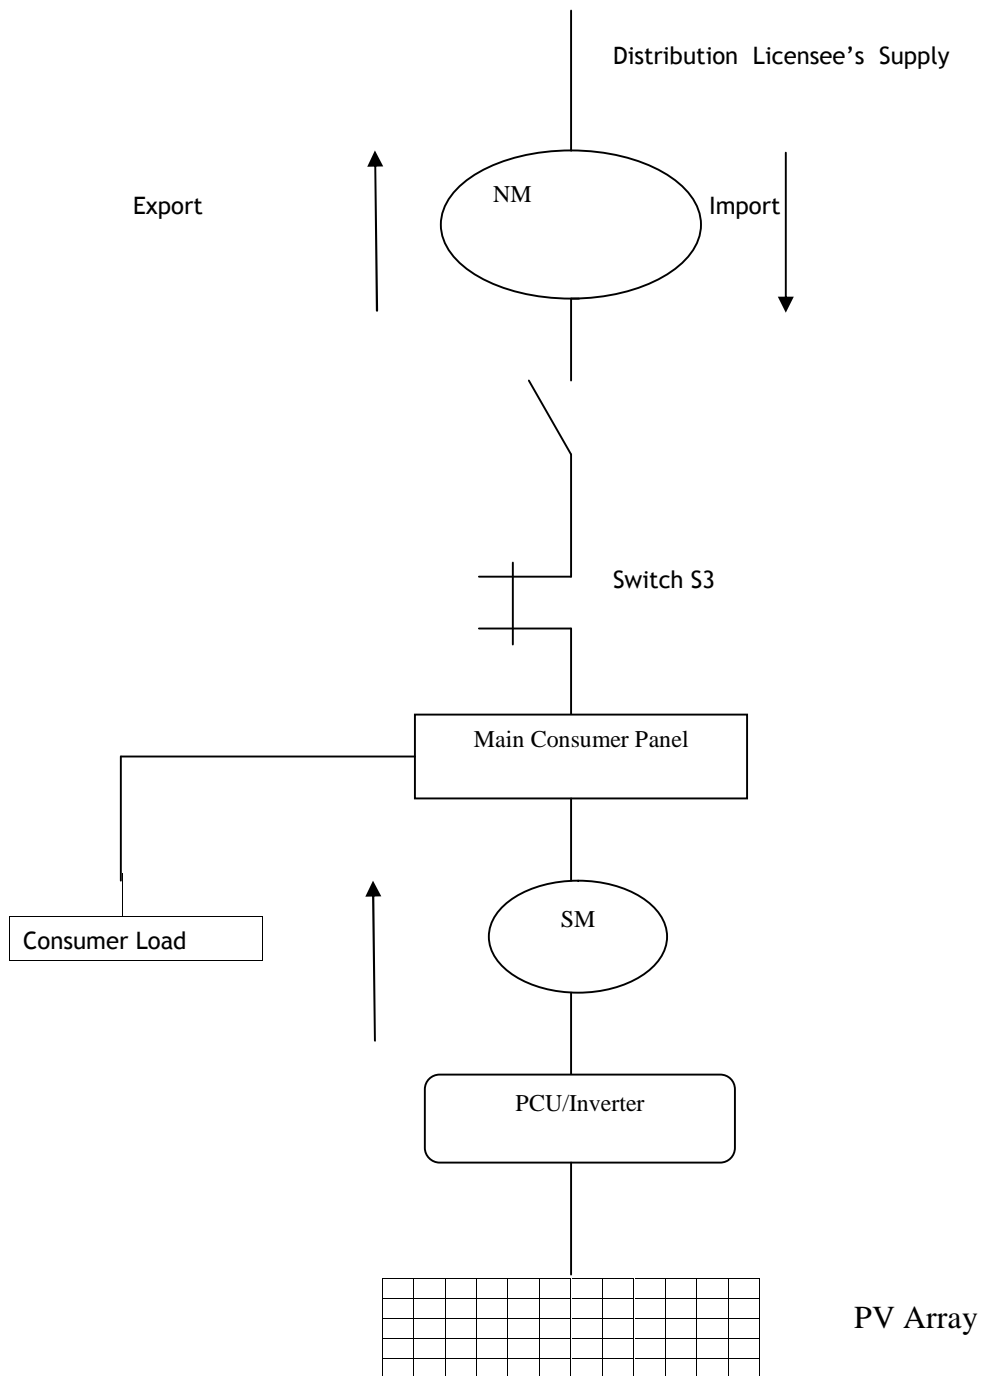 Distribution Licensee’s Supply
NM
Export
Import
Switch S3
Main Consumer Panel
SM
Consumer Load
PCU/Inverter
PV Array